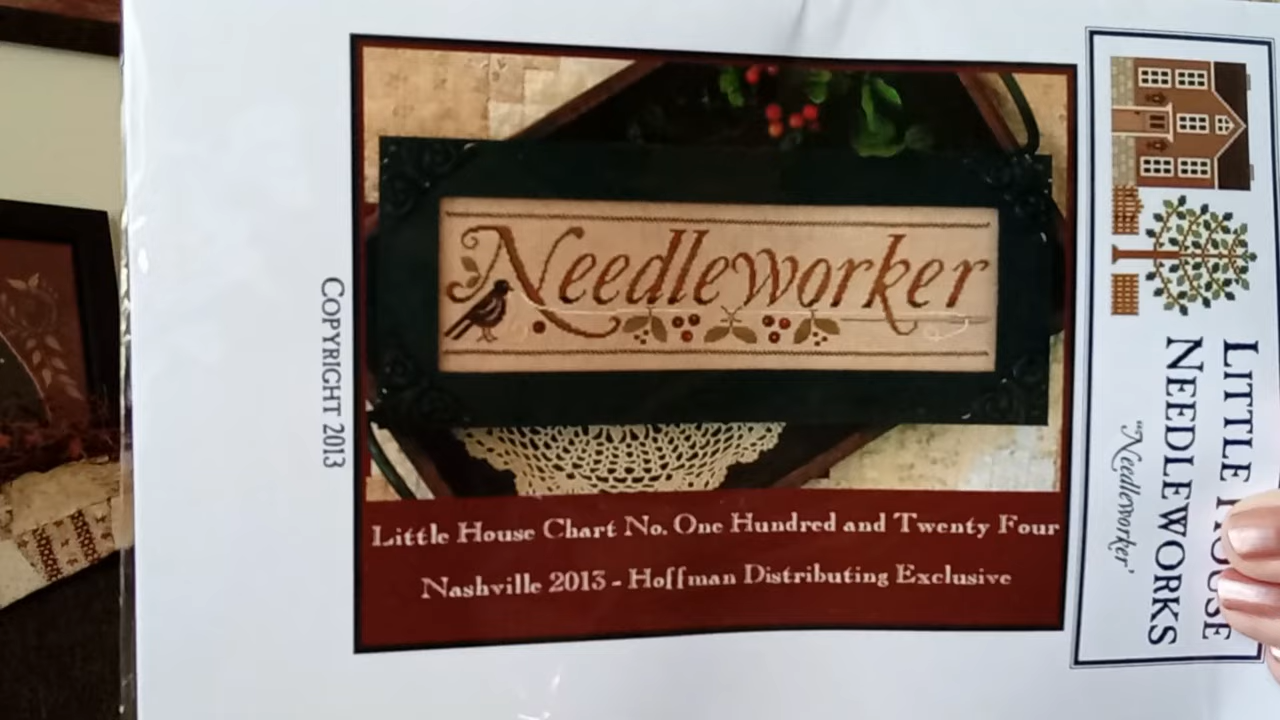 LITTLE HOUSE
NEEDLEWORKS
"Needleworker"
Needleworker
Little House Chart No. One Hundred and Twenty Four
Nashville 2013 - Hoffman Distributing Exclusive
COPYRIGHT 2013